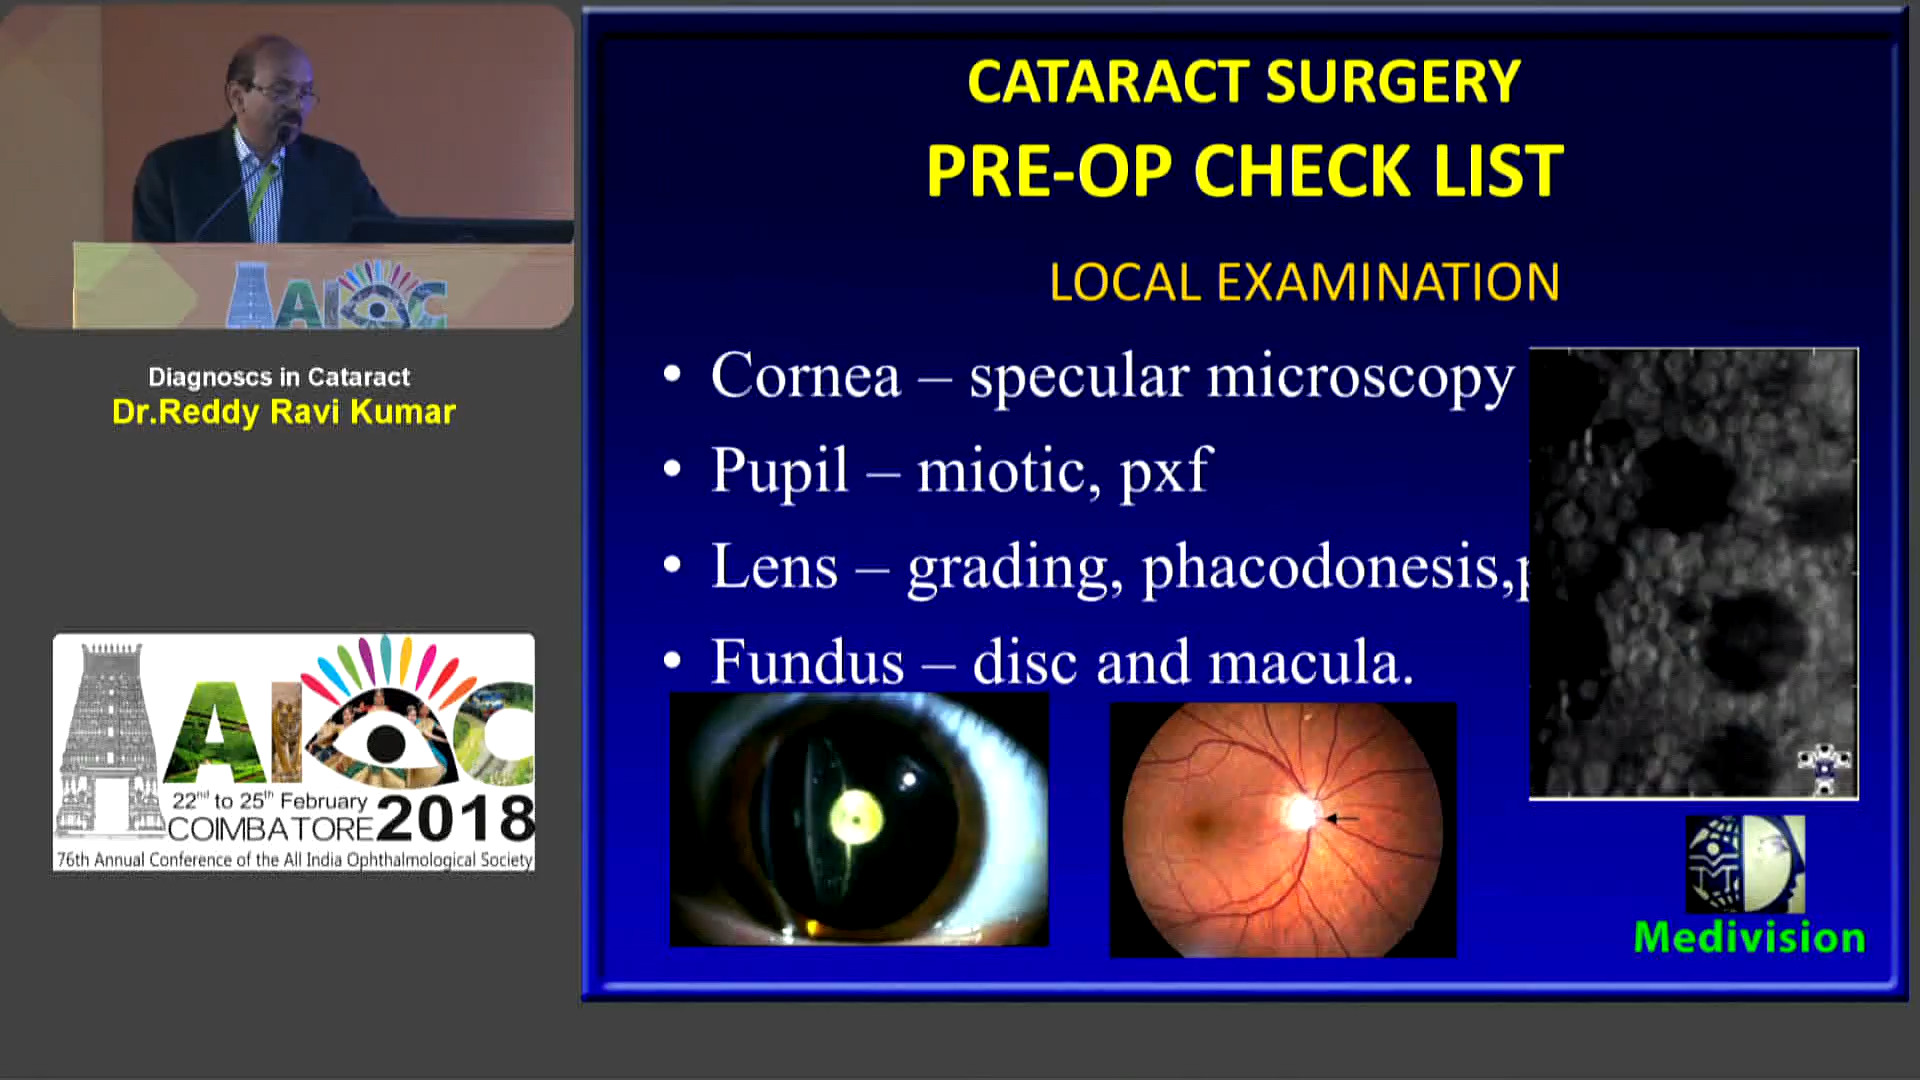 CATARACT SURGERY
PRE-OP CHECK LIST
LOCAL EXAMINATION
• Cornea – specular microscopy
• Pupil – miotic, pxf
• Lens – grading, phacodonesis,p
• Fundus – disc and macula.
Medivision
AIOC
Diagnoscs in Cataract
Dr.Reddy Ravi Kumar
AIOC
22nd to 25th February
COIMBATORE 2018
76th Annual Conference of the All India Ophthalmological Society